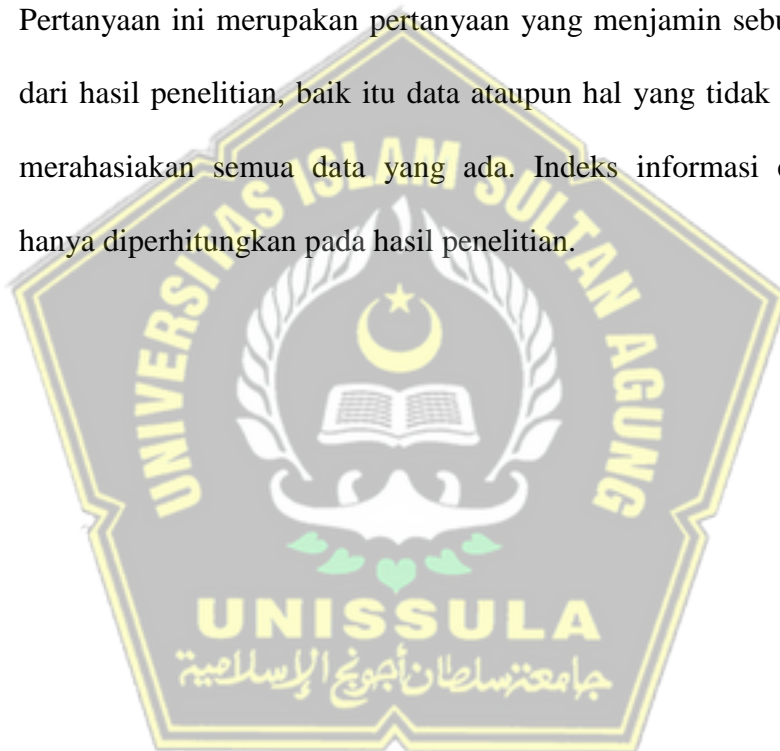 Pertanyaan ini merupakan pertanyaan yang menjamin
dari hasil penelitian, baik itu data ataupun hal yang tidak
merahasiakan semua data yang ada. Indeks informasi
hanya diperhitungkan pada hasil penelitian.
UNIVERSITAS ISLAM SULTAN AGUNG
UNISSULA
جامعة سلطان أجونج الإسلامية